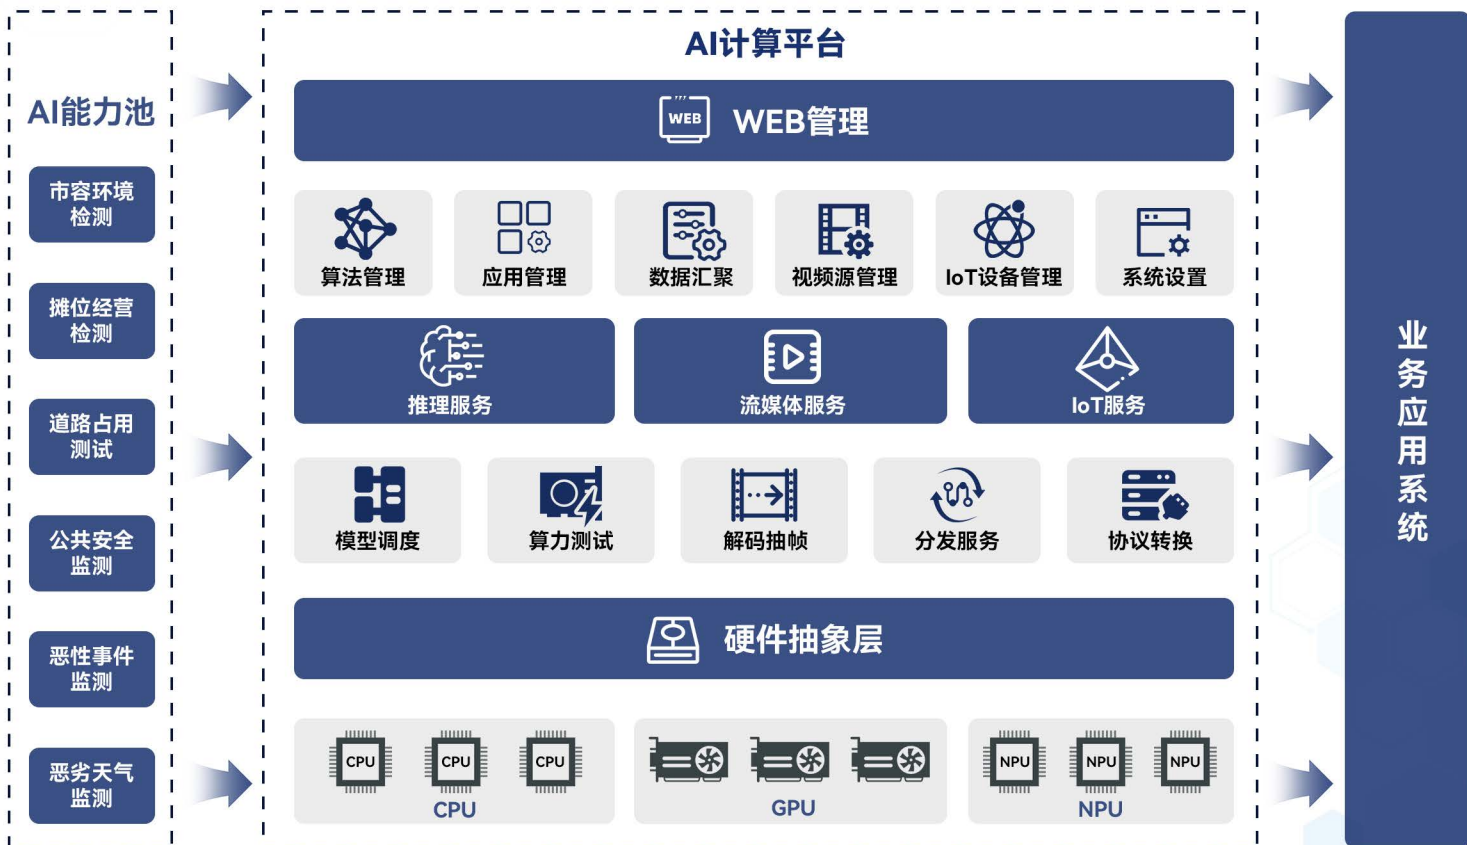 AI能力池
市容环境
检测
摊位经营
检测
道路占用
测试
公共安全
监测
恶性事件
监测
恶劣天气
监测
AI计算平台
WEB
WEB管理
算法管理
应用管理
数据汇聚
视频源管理
IoT设备管理
系统设置
推理服务
流媒体服务
IoT服务
模型调度
算力测试
解码抽帧
分发服务
协议转换
硬件抽象层
CPU
CPU
CPU
CPU
GPU
NPU
NPU
NPU
NPU
业务应用系统